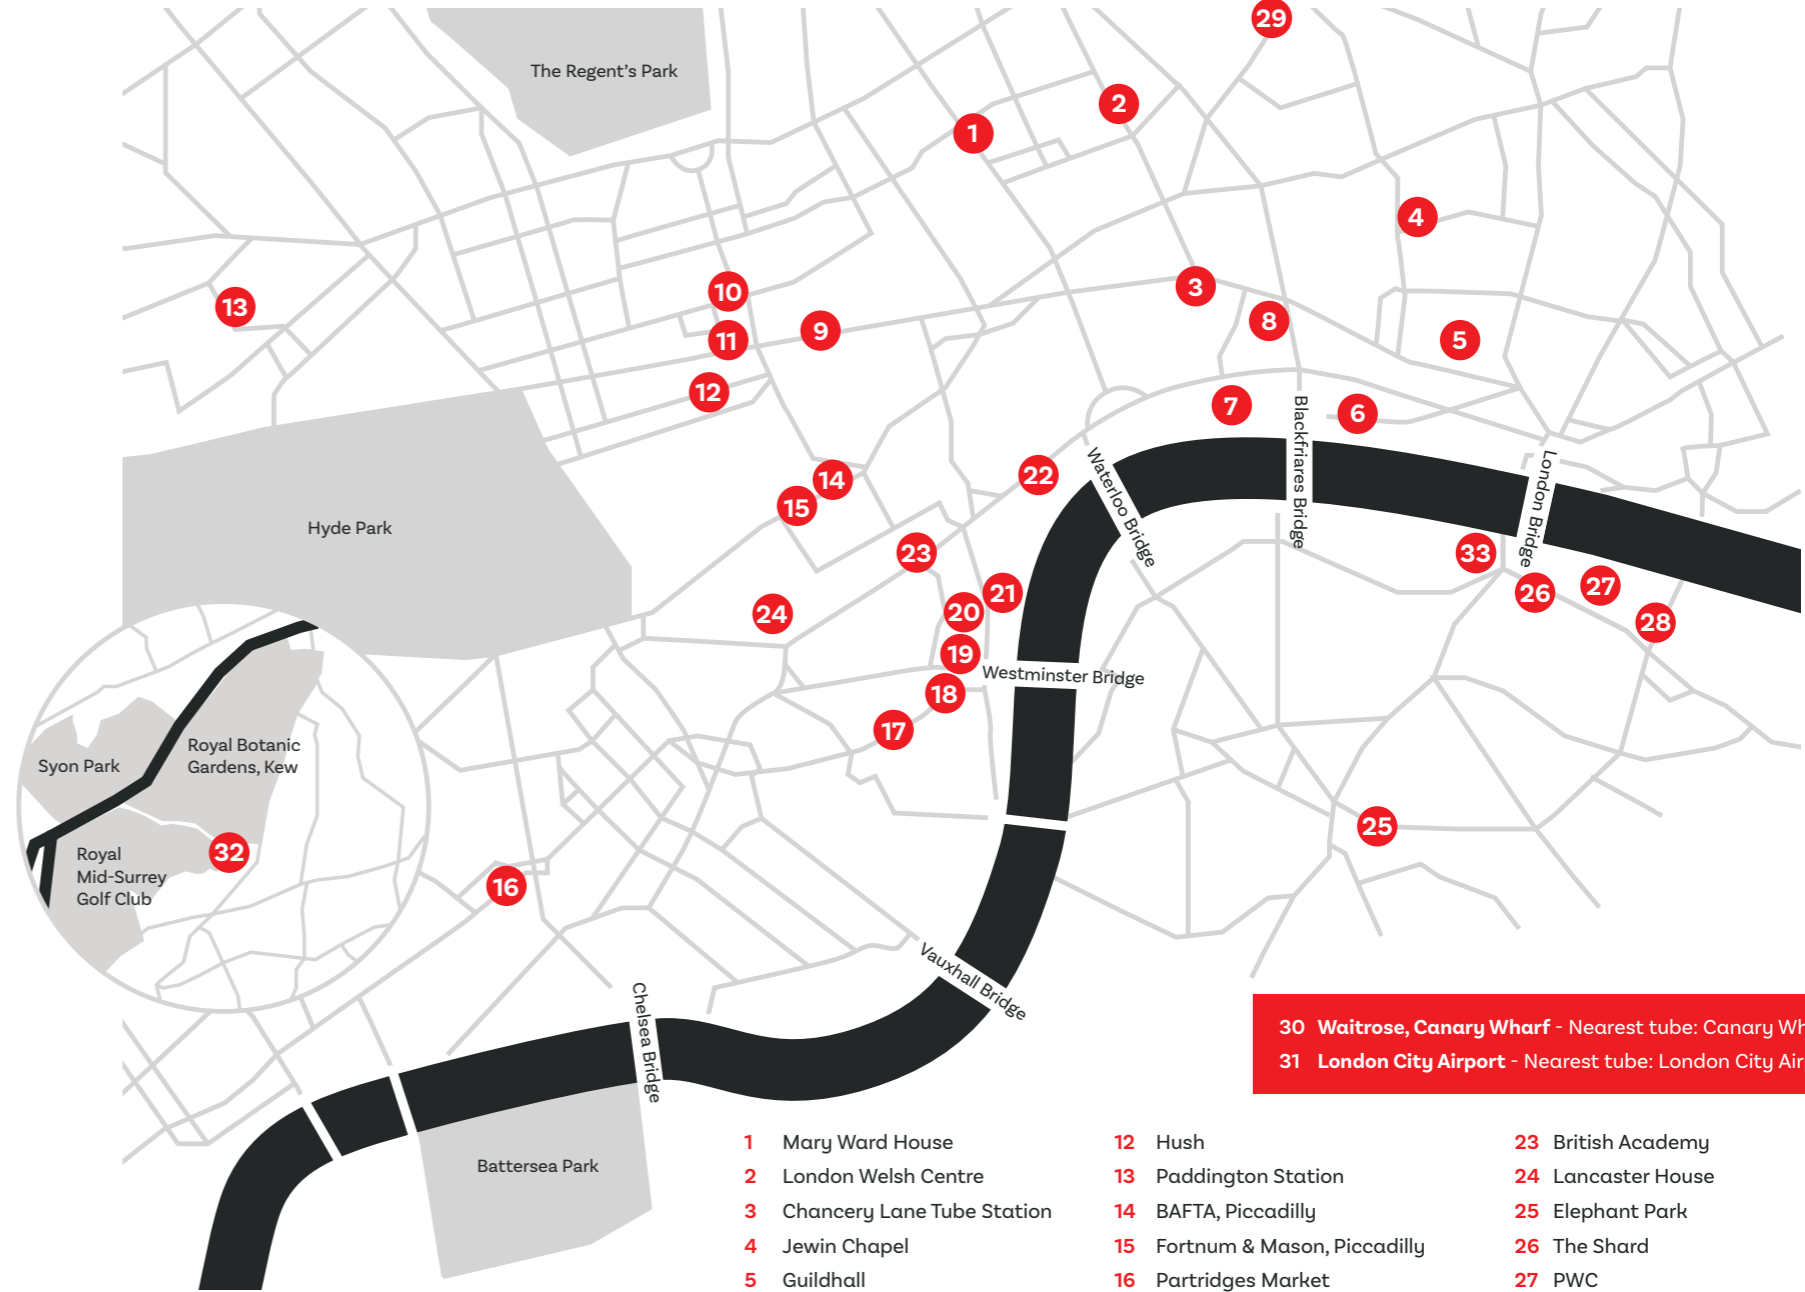 29
The Regent's Park
2
1
4
13
10
3
9
8
11
5
12
7
6
Blackfriares Bridge
22
14
15
Waterloo Bridge
London Bridge
Hyde Park
23
33
24
21
20
26
27
28
19
Westminster Bridge
18
17
Syon Park
Royal Botanic
Gardens, Kew
25
32
Royal
Mid-Surrey
Golf Club
16
Vauxhall Bridge
Chelsea Bridge
Battersea Park
30 Waitrose, Canary Wharf - Nearest tube: Canary Wh
31 London City Airport - Nearest tube: London City Air
1 Mary Ward House
2 London Welsh Centre
3 Chancery Lane Tube Station
4 Jewin Chapel
5 Guildhall
12 Hush
13 Paddington Station
14 BAFTA, Piccadilly
15 Fortnum & Mason, Piccadilly
16 Partridges Market
23 British Academy
24 Lancaster House
25 Elephant Park
26 The Shard
27 PWC